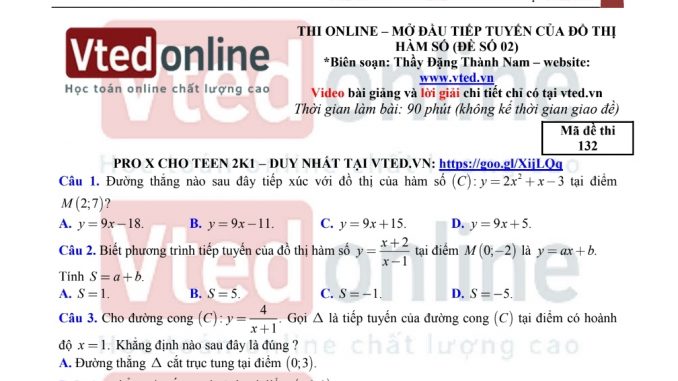 Vted online
Học toán online chất lượng cao
THI ONLINE – MỞ ĐẦU TIẾP TUYẾN CỦA ĐỒ THỊ
HÀM SỐ (ĐỀ SỐ 02)
*Biên soạn: Thầy Đặng Thành Nam – website:
www.vted.vn
Video bài giảng và lời giải chi tiết chỉ có tại vted.vn
Thời gian làm bài: 90 phút (không kể thời gian giao đề)
Mã đề thi
132
PRO X CHO TEEN 2K1 – DUY NHẤT TẠI VTED.VN: https://goo.gl/XijLQq
Câu 1. Đường thẳng nào sau đây tiếp xúc với đồ thị của hàm số (C): y = 2x² + x − 3 tại điểm
M(2;7)?
A. y = 9x − 18. B. y = 9x − 11. C. y = 9x + 15. D. y = 9x + 5.
Câu 2. Biết phương trình tiếp tuyến của đồ thị hàm số y = (x+2)/(x−1) tại điểm M(0;−2) là y = ax + b.
Tính S = a + b.
A. S = 1. B. S = 5. C. S = −1. D. S = −5.
Câu 3. Cho đường cong (C): y = 4/(x+1). Gọi Δ là tiếp tuyến của đường cong (C) tại điểm có hoành
độ x = 1. Khẳng định nào sau đây là đúng ?
A. Đường thẳng Δ cắt trục tung tại điểm (0;3).